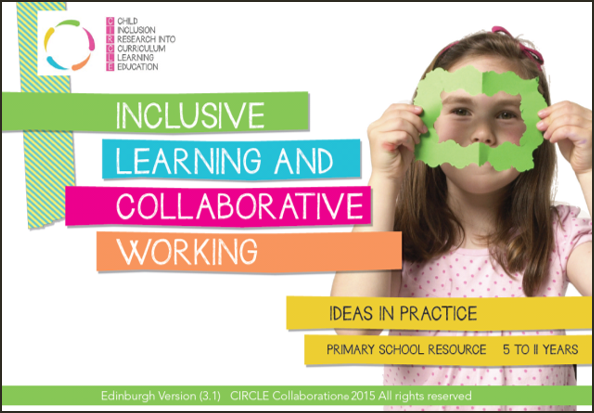 CHILD
INCLUSION
RESEARCH INTO
CURRICULUM
LEARNING
EDUCATION
INCLUSIVE
LEARNING AND
COLLABORATIVE
WORKING
IDEAS IN PRACTICE
PRIMARY SCHOOL RESOURCE 5 TO 11 YEARS
Edinburgh Version (3.1) CIRCLE Collaboration© 2015 All rights reserved